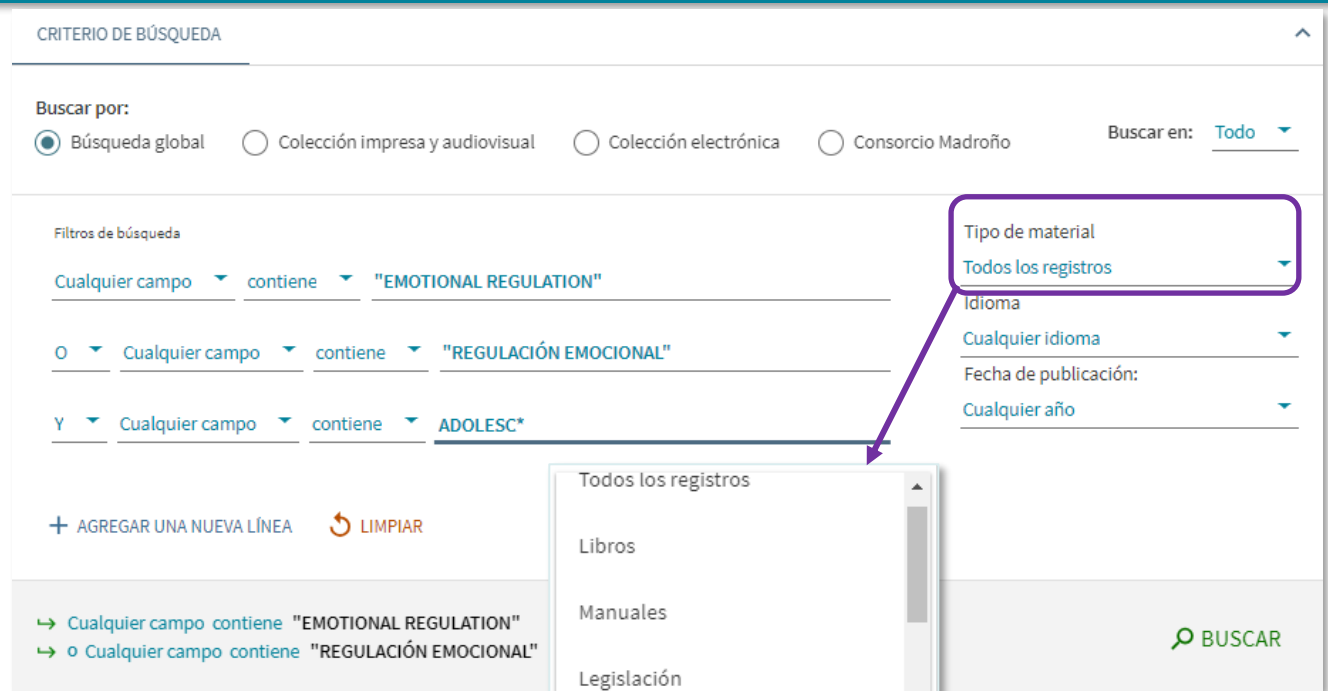 CRITERIO DE BÚSQUEDA
Buscar por:
Búsqueda global Colección impresa y audiovisual Colección electrónica Consorcio Madroño Buscar en: Todo
Filtros de búsqueda
Cualquier campo contiene "EMOTIONAL REGULATION"
O Cualquier campo contiene "REGULACIÓN EMOCIONAL"
Y Cualquier campo contiene ADOLESC*
Tipo de material
Todos los registros
Idioma
Cualquier idioma
Fecha de publicación:
Cualquier año
+ AGREGAR UNA NUEVA LÍNEA LIMPIAR
Todos los registros
Libros
Manuales
Legislación
Cualquier campo contiene "EMOTIONAL REGULATION"
o Cualquier campo contiene "REGULACIÓN EMOCIONAL"
BUSCAR